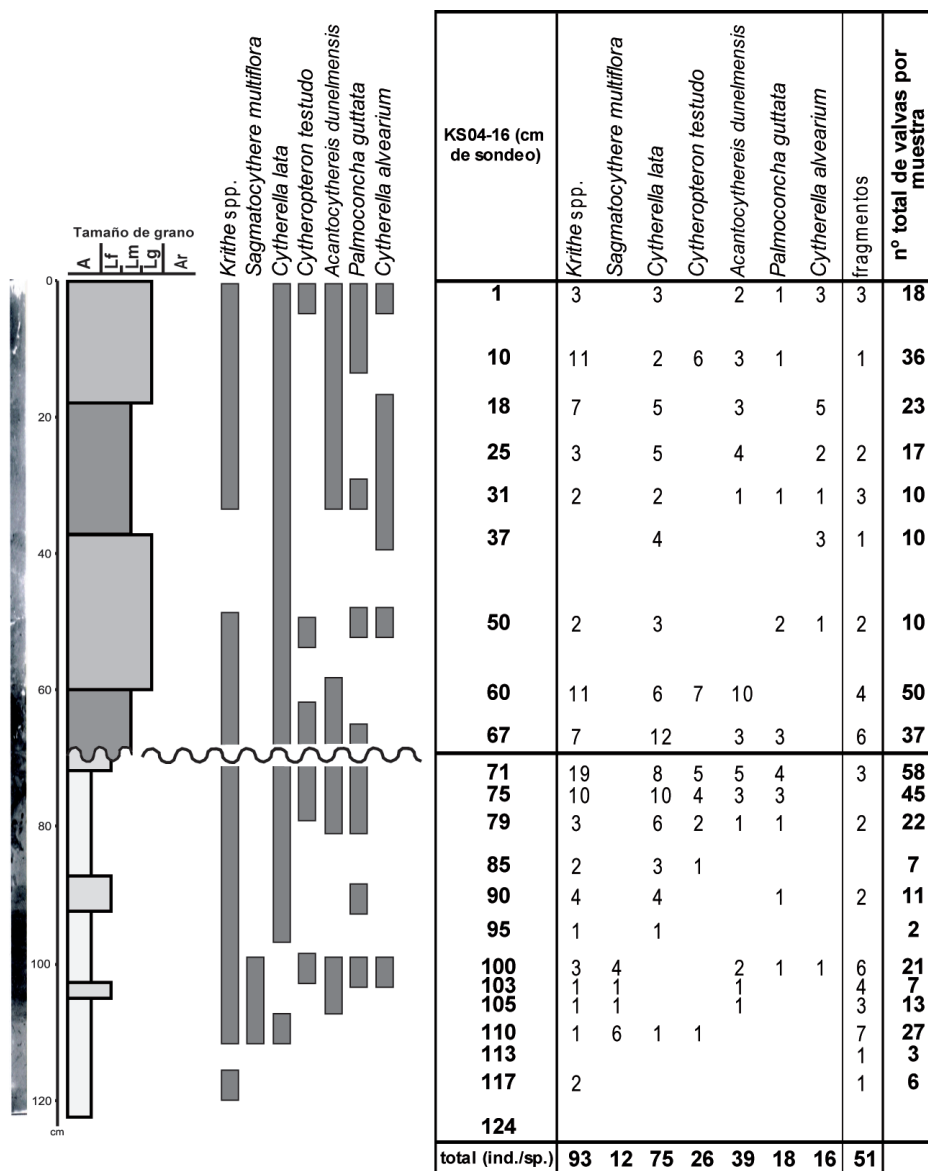 Tamaño de grano
A Lf Lm Lg Ar
Krithe spp.
Sagmatocythere multiflora
Cytherella lata
Cytheropteron testudo
Acantocythereis dunelmensis
Palmoconcha guttata
Cytherella alvearium
0
20
40
60
80
100
120
cm
KS04-16 (cm
de sondeo)
Krithe spp.
Sagmatocythere multiflora
Cytherella lata
Cytheropteron testudo
Acantocythereis dunelmensis
Palmoconcha guttata
Cytherella alvearium
fragmentos
nº total de valvas por
muestra
1 3 3 2 1 3 3 18
10 11 2 6 3 1 1 36
18 7 5 3 5 23
25 3 5 4 2 2 17
31 2 2 1 1 1 3 10
37 4 3 1 10
50 2 3 2 1 2 10
60 11 6 7 10 4 50
67 7 12 3 3 6 37
71 19 8 5 5 4 3 58
75 10 10 4 3 3 45
79 3 6 2 1 1 2 22
85 2 3 1 7
90 4 4 1 2 11
95 1 1 2
100 3 4 2 1 1 6 21
103 1 1 1 4 7
105 1 1 1 3 13
110 1 6 1 1 7 27
113 1 3
117 2 1 6
124
total (ind./sp.) 93 12 75 26 39 18 16 51